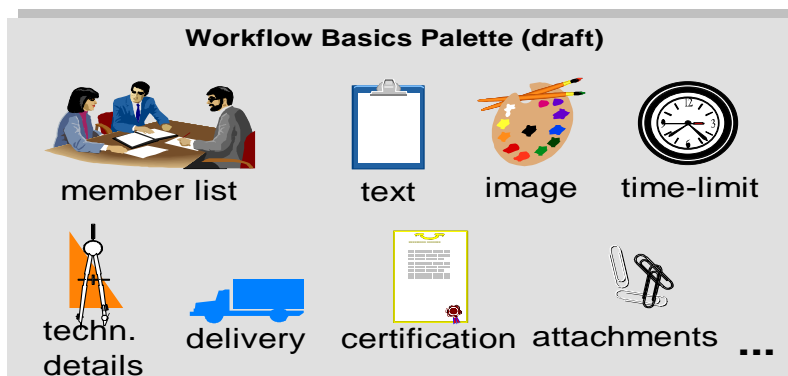 Workflow Basics Palette (draft)
member list
text
image
time-limit
techn.
details
delivery
certification
attachments
...